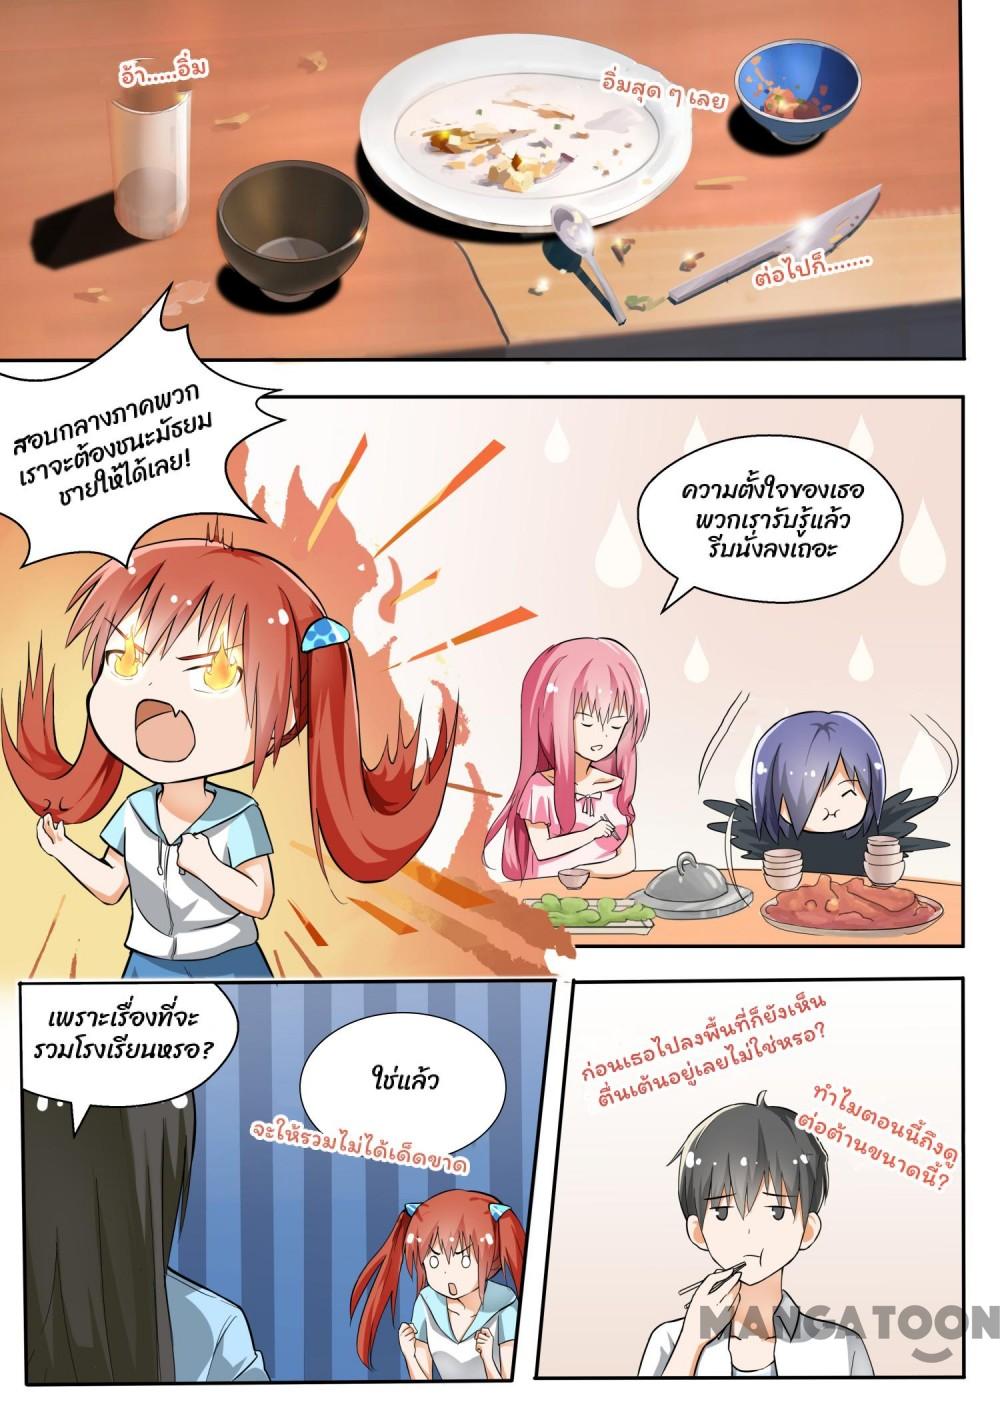 อ้า.....อิ่ม
อิ่มสุด ๆ เลย
ต่อไปก็.......
สอบกลางภาคพวก
เราจะต้องชนะมัธยม
ชายให้ได้เลย!
ความตั้งใจของเธอ
พวกเรารับรู้แล้ว
รีบนั่งลงเถอะ
เพราะเรื่องที่จะ
รวมโรงเรียนหรอ?
ใช่แล้ว
จะให้รวมไม่ได้เด็ดขาด
ก่อนเธอไปลงพื้นที่ก็ยังเห็น
ตื่นเต้นอยู่เลยไม่ใช่หรอ?
ทำไมตอนนี้ถึงดู
ต่อต้านขนาดนี้?
MANGATOON